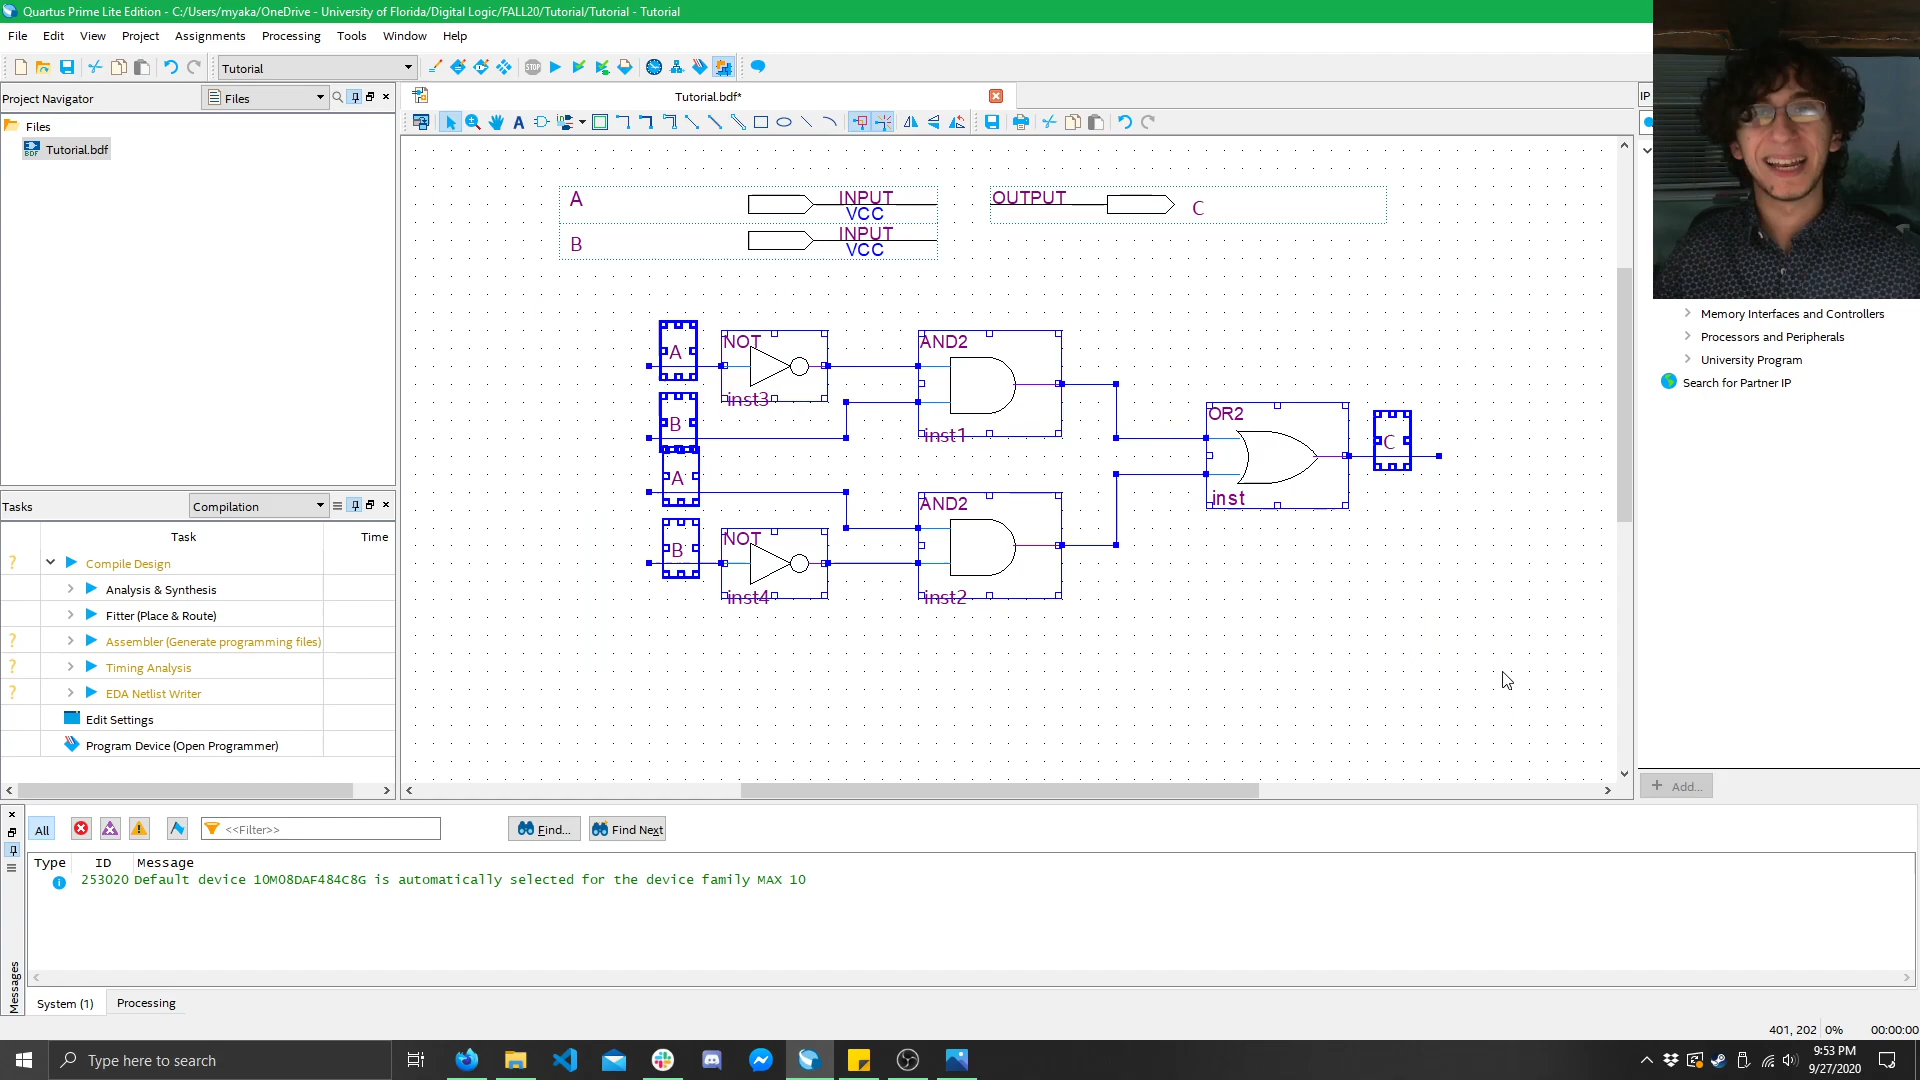 Quartus Prime Lite Edition - C:/Users/myaka/OneDrive - University of Florida/Digital Logic/FALL20/Tutorial/Tutorial - Tutorial
File Edit View Project Assignments Processing Tools Window Help
Tutorial
Project Navigator Files
Tutorial.bdf*
IP
Files
Tutorial.bdf
A INPUT VCC
B INPUT VCC
OUTPUT C
A NOT inst3
B
AND2 inst1
A
B NOT inst4
AND2 inst2
OR2 inst
C
Memory Interfaces and Controllers
Processors and Peripherals
University Program
Search for Partner IP
+ Add...
Tasks Compilation
Task Time
? Compile Design
Analysis & Synthesis
Fitter (Place & Route)
? Assembler (Generate programming files)
? Timing Analysis
? EDA Netlist Writer
Edit Settings
Program Device (Open Programmer)
All <<Filter>> Find... Find Next
Type ID Message
253020 Default device 10M08DAF484C8G is automatically selected for the device family MAX 10
Messages
System (1) Processing
401, 202 0% 00:00:00
Type here to search
9:53 PM
9/27/2020